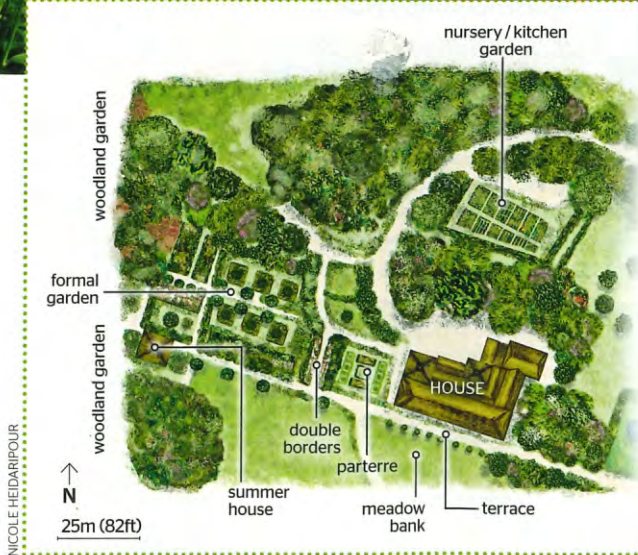 nursery / kitchen
garden
woodland garden
formal
garden
woodland garden
HOUSE
double
borders
parterre
summer
house
meadow
bank
terrace
N
25m (82ft)
NICOLE HEIDARIPOUR